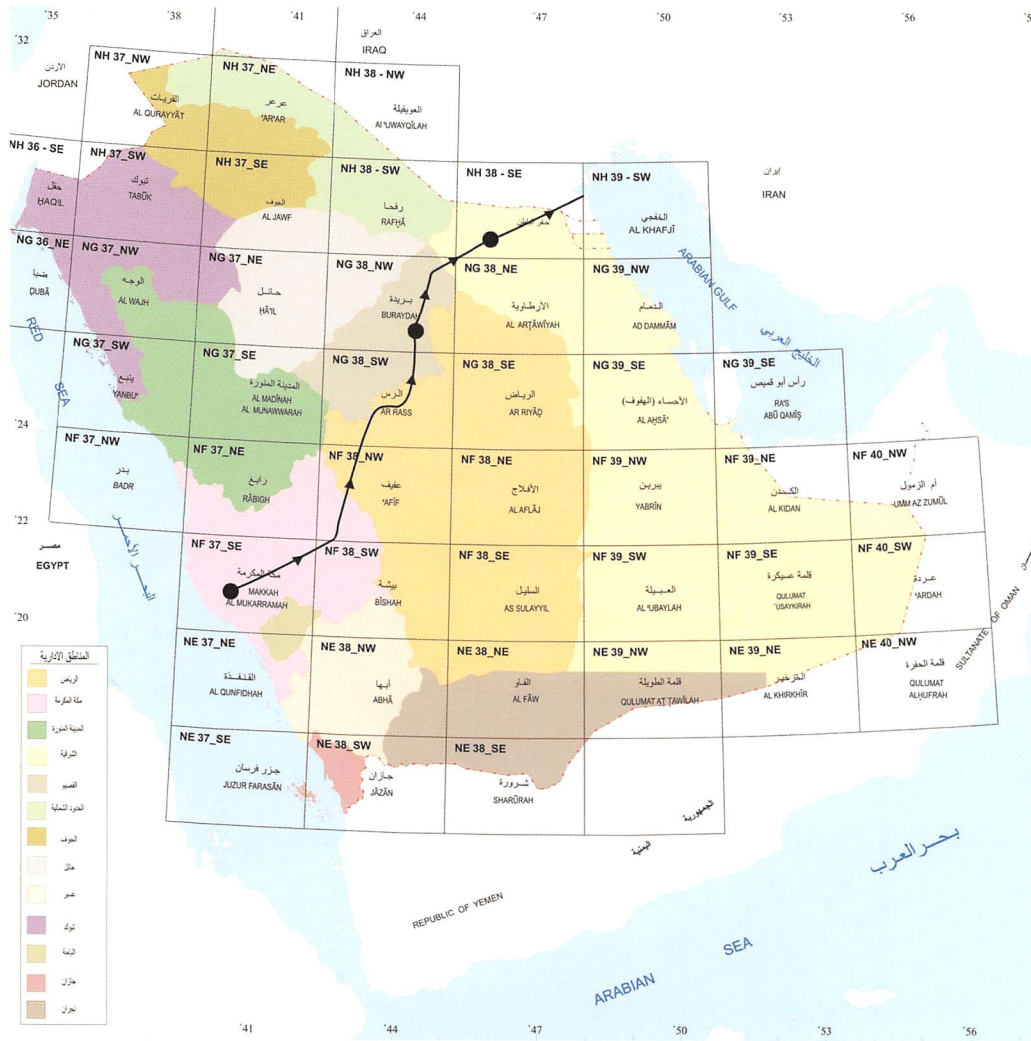 ˚35
˚38
˚41
˚44
˚47
˚50
˚53
˚56
˚32
العراق
IRAQ
الاردن
JORDAN
NH 37_NW
القريات
AL QURAYYĀT
NH 37_NE
عرعر
'AR'AR
NH 38 - NW
العويقيلة
Al 'UWAYQĪLAH
NH 36 - SE
حقل
ḤAQIL
NH 37_SW
تبوك
TABŪK
NH 37_SE
الجوف
AL JAWF
NH 38 - SW
رفحا
RAFḤĀ
NH 38 - SE
NH 39 - SW
الخفجي
AL KHAFJĪ
إيران
IRAN
NG 36_NE
ضبا
ḌUBĀ
NG 37_NW
الوجه
AL WAJH
NG 37_NE
حائل
ḤĀ'IL
NG 38_NW
بريدة
BURAYDAH
NG 38_NE
الأرطاوية
AL ARṬĀWĪYAH
NG 39_NW
الدمام
AD DAMMĀM
ARABIAN GULF
الخليج العربي
RED
SEA
NG 37_SW
ينبع
YANBU'
NG 37_SE
المدينة المنورة
AL MADĪNAH
AL MUNAWWARAH
NG 38_SW
الرس
AR RASS
NG 38_SE
الرياض
AR RIYĀḌ
NG 39_SE
الأحساء (الهفوف)
AL AḤSĀ'
NG 39_SE
رأس أبو قميص
RA'S
ABŪ QAMĪṢ
˚24
NF 37_NW
بدر
BADR
NF 37_NE
رابغ
RĀBIGH
NF 38_NW
عفيف
'AFĪF
NF 38_NE
الأفلاج
AL AFLĀJ
NF 39_NW
يبرين
YABRĪN
NF 39_NE
الكدن
AL KIDAN
NF 40_NW
أم الزمول
UMM AZ ZUMŪL
˚22
مصر
EGYPT
البحر الأحمر
NF 37_SE
مكة المكرمة
MAKKAH
AL MUKARRAMAH
NF 38_SW
بيشة
BĪSHAH
NF 38_SE
السليل
AS SULAYYIL
NF 39_SW
العبيلة
AL 'UBAYLAH
NF 39_SE
قلمة عسيكرة
QULUMAT
'USAYKIRAH
NF 40_SW
عردة
'ARDAH
SULTANATE OF OMAN
˚20
NE 37_NW
القنفذة
AL QUNFIDHAH
NE 38_NW
أبها
ABHĀ
NE 38_NE
الفاو
AL FĀW
NE 39_NW
قلمة الطويلة
QULUMAT AṬ ṬAWĪLAH
NE 39_NE
الخرخير
AL KHIRKHĪR
NE 40_NW
قلمة الحفرة
QULUMAT
ALḤUFRAH
NE 37_SE
جزر فرسان
JUZUR FARASĀN
NE 38_SW
جازان
JĀZĀN
NE 38_SE
شرورة
SHARŪRAH
الجمهورية
اليمنية
REPUBLIC OF YEMEN
بحر العرب
ARABIAN
SEA
المناطق الادارية
الرياض
مكة المكرمة
المدينة المنورة
الشرقية
القصيم
الحدود الشمالية
الجوف
حائل
عسير
تبوك
الباحة
جازان
نجران
˚41
˚44
˚47
˚50
˚53
˚56